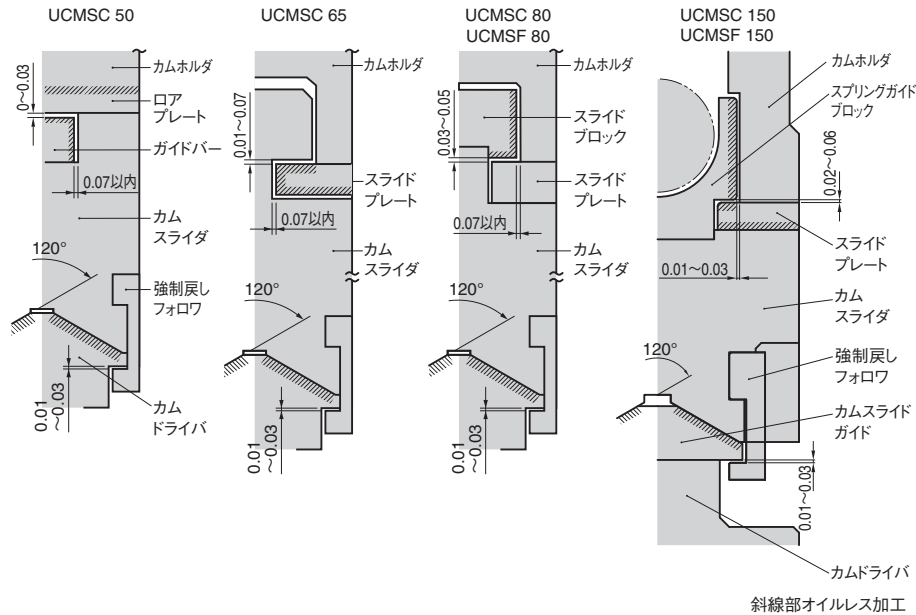 UCMSC 50
カムホルダ
ロア
プレート
ガイドバー
0～0.03
0.07以内
カム
スライダ
120°
強制戻し
フォロワ
0.01
～0.03
カム
ドライバ
UCMSC 65
カムホルダ
0.01～0.07
スライド
プレート
0.07以内
カム
スライダ
120°
0.01
～0.03
UCMSC 80
UCMSF 80
カムホルダ
0.03～0.05
スライド
ブロック
スライド
プレート
0.07以内
カム
スライダ
120°
0.01
～0.03
UCMSC 150
UCMSF 150
カムホルダ
スプリングガイド
ブロック
0.02～0.06
スライド
プレート
0.01～0.03
カム
スライダ
120°
強制戻し
フォロワ
カムスライド
ガイド
0.01～0.03
カムドライバ
斜線部オイルレス加工